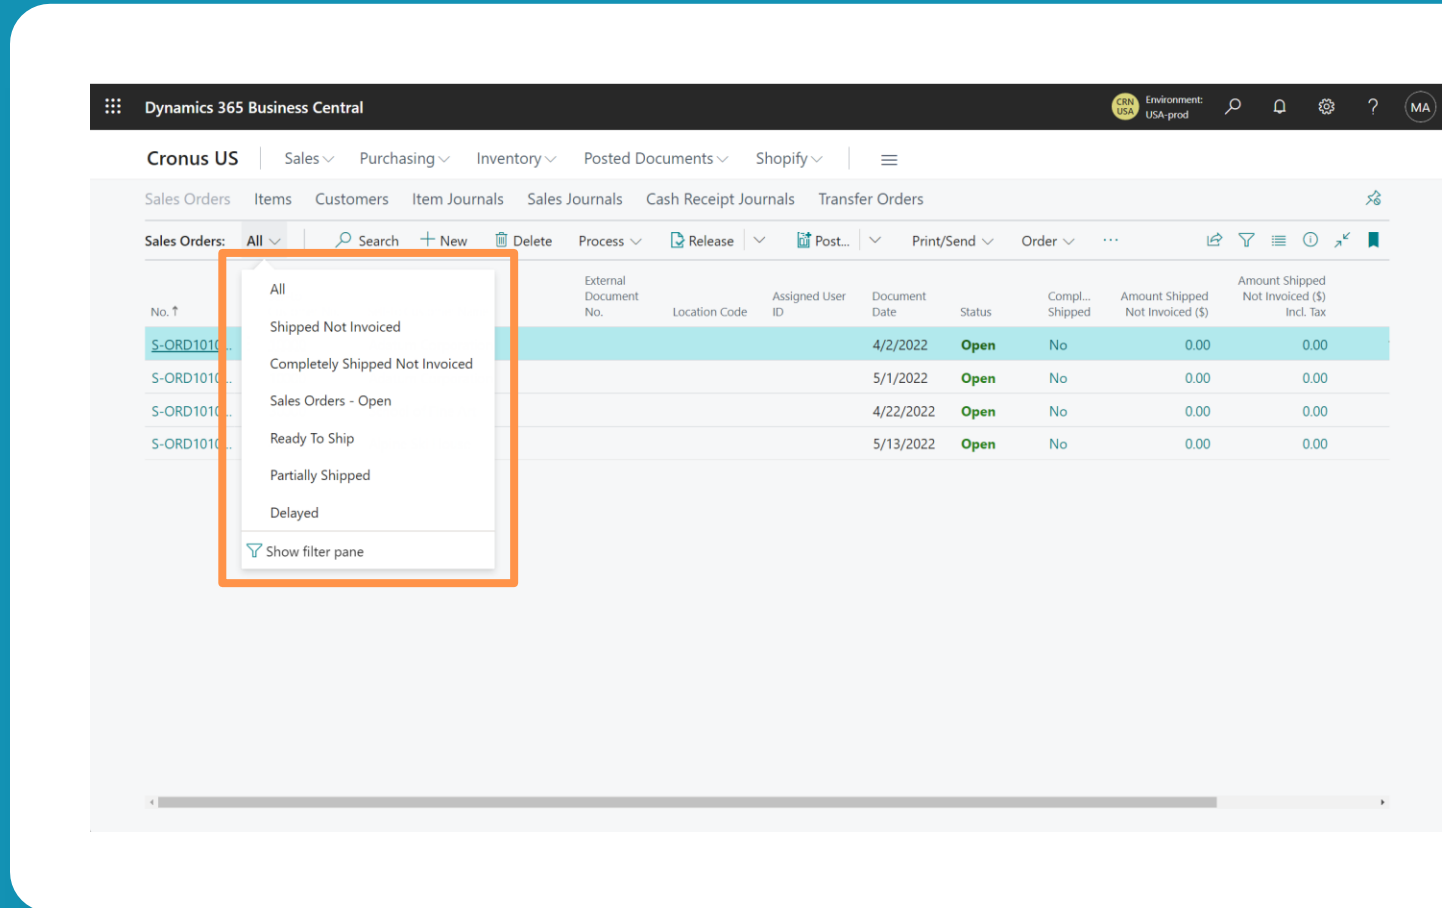 Dynamics 365 Business Central
CRN USA Environment: USA-prod MA
Cronus US Sales Purchasing Inventory Posted Documents Shopify
Sales Orders Items Customers Item Journals Sales Journals Cash Receipt Journals Transfer Orders
Sales Orders: All Search + New Delete Process Release Post... Print/Send Order ...
No. ↑ External Document No. Location Code Assigned User ID Document Date Status Compl... Shipped Amount Shipped Not Invoiced ($) Amount Shipped Not Invoiced ($) Incl. Tax
All
Shipped Not Invoiced
Completely Shipped Not Invoiced
Sales Orders - Open
Ready To Ship
Partially Shipped
Delayed
Show filter pane
S-ORD1010... 4/2/2022 Open No 0.00 0.00
S-ORD1010... 5/1/2022 Open No 0.00 0.00
S-ORD1010... 4/22/2022 Open No 0.00 0.00
S-ORD1010... 5/13/2022 Open No 0.00 0.00